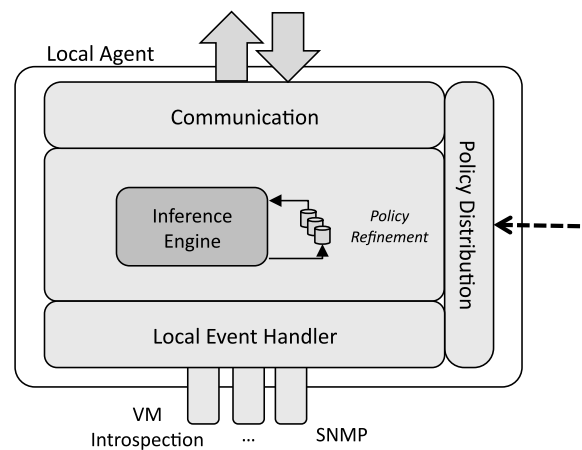 Local Agent
Communication
Policy Distribution
Inference
Engine
Policy
Refinement
Local Event Handler
VM
Introspection
...
SNMP